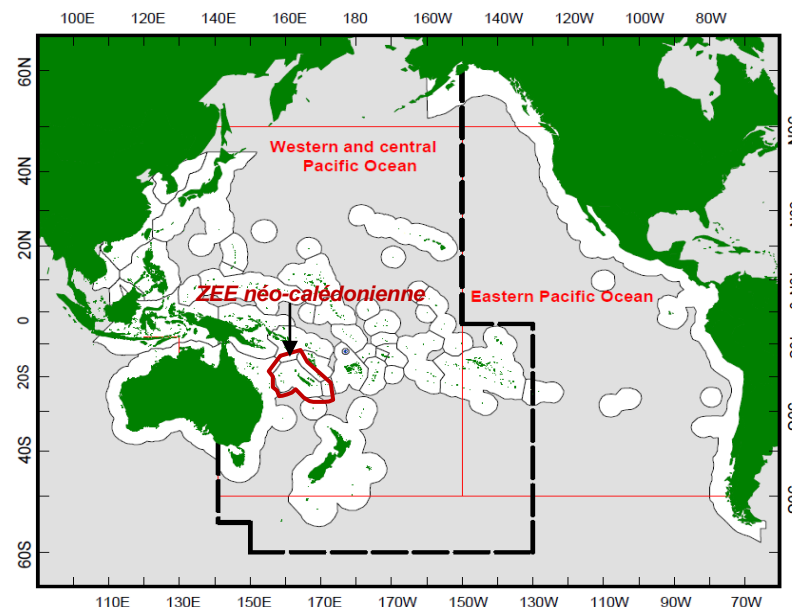 100E 120E 140E 160E 180 160W 140W 120W 100W 80W
60N
40N
20N
0
20S
40S
60S
Western and central
Pacific Ocean
ZEE néo-calédonienne
Eastern Pacific Ocean
110E 130E 150E 170E 170W 150W 130W 110W 90W 70W